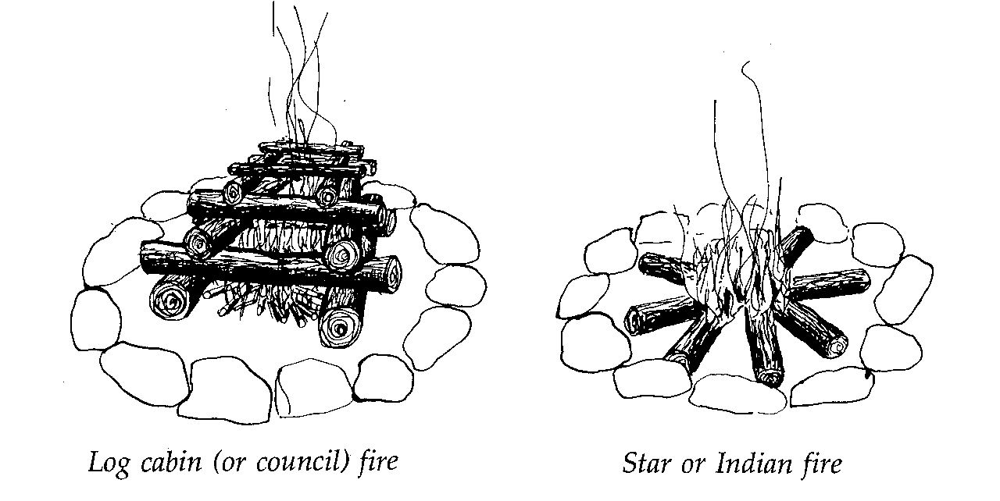 Log cabin (or council) fire
Star or Indian fire